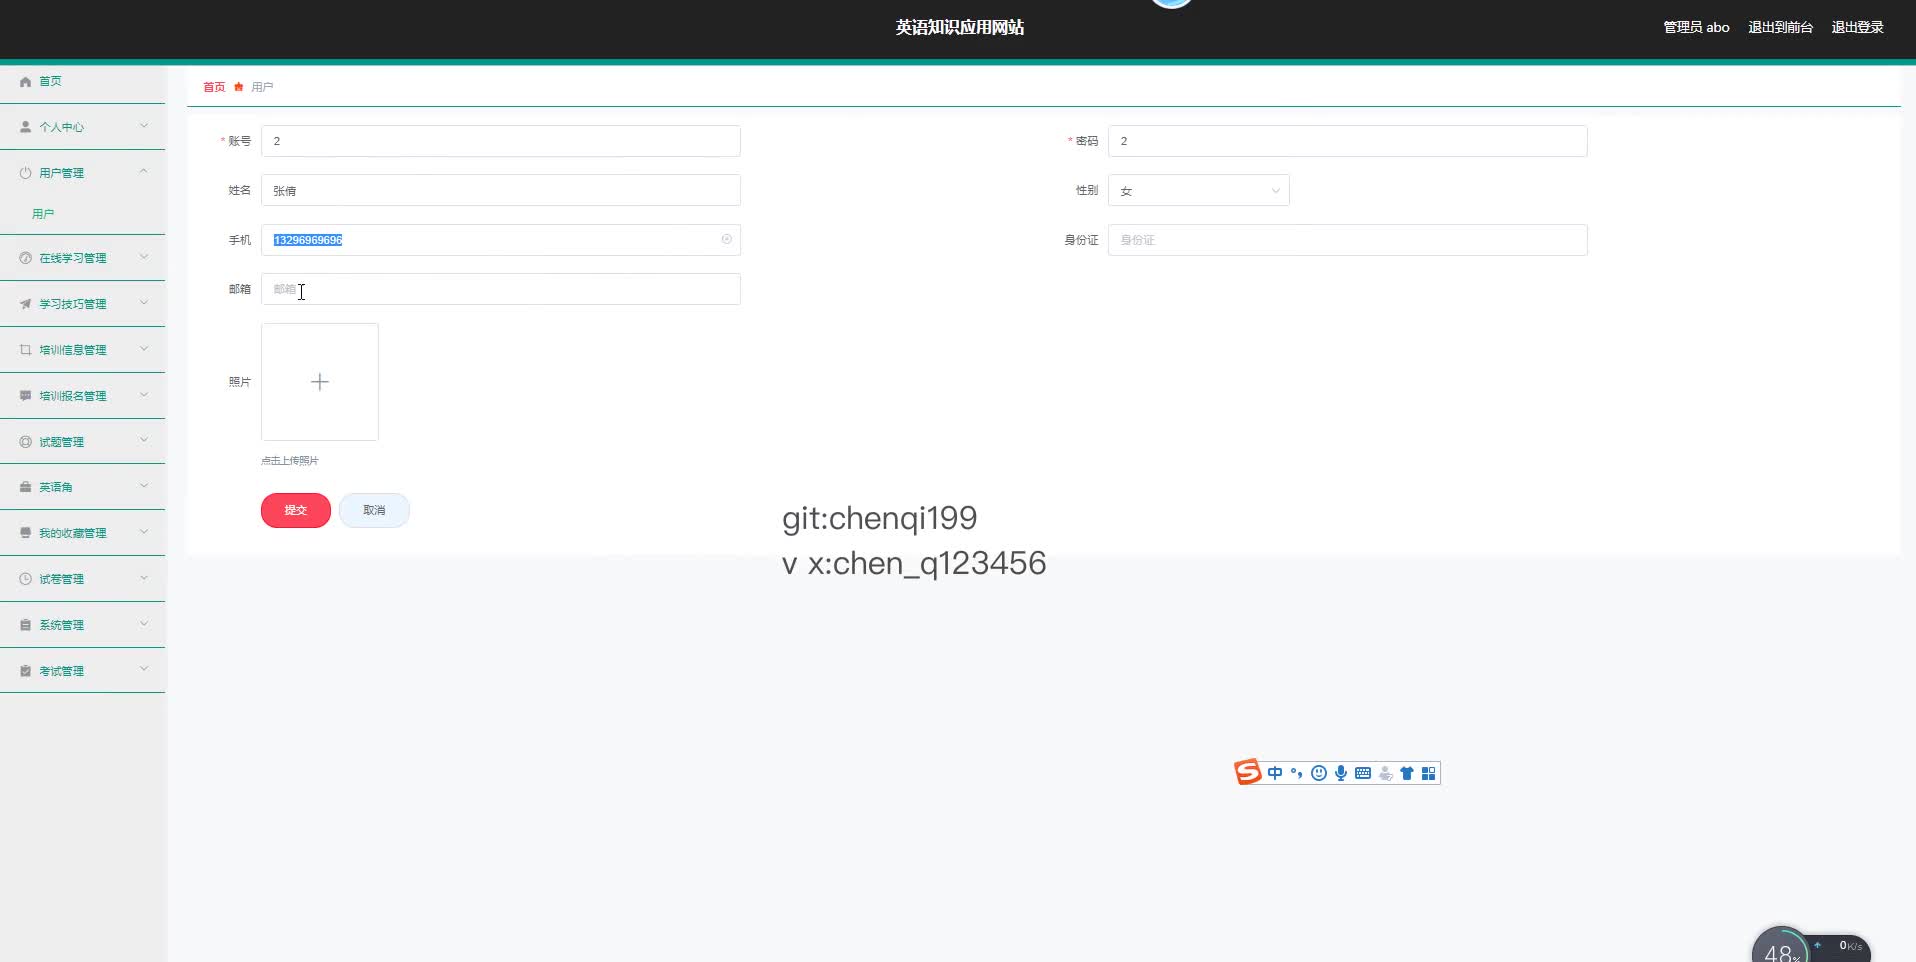 英语知识应用网站
管理员 abo 退出到前台 退出登录
首页
个人中心
用户管理
用户
在线学习管理
学习技巧管理
培训信息管理
培训报名管理
试题管理
英语角
我的收藏管理
试卷管理
系统管理
考试管理
首页 用户
* 账号 2
* 密码 2
姓名 张倩
性别 女
手机 13296969696
身份证 身份证
邮箱 邮箱
照片
点击上传照片
提交 取消
git:chenqi199
v x:chen_q123456
中
48%
0K/s